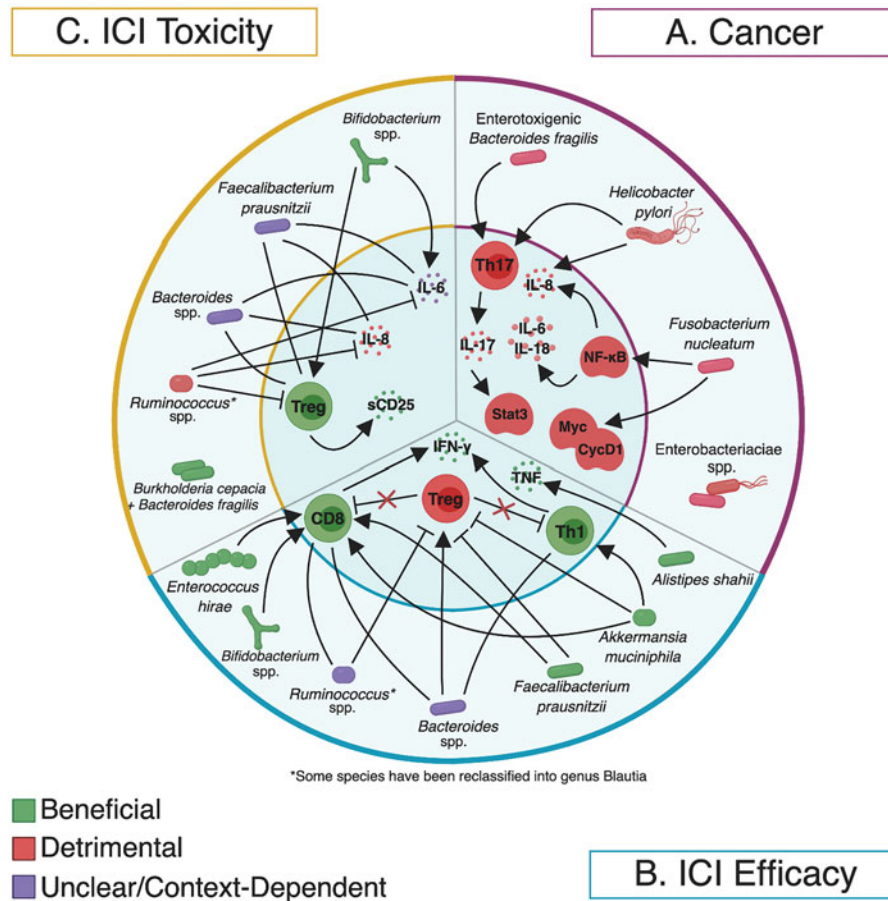 C. ICI Toxicity
A. Cancer
Bifidobacterium
spp.
Faecalibacterium
prausnitzii
Bacteroides
spp.
Ruminococcus*
spp.
Burkholderia cepacia
+ Bacteroides fragilis
IL-6
IL-8
Treg
sCD25
Enterotoxigenic
Bacteroides fragilis
Helicobacter
pylori
Th17
IL-8
IL-6
IL-18
IL-17
NF-κB
Fusobacterium
nucleatum
Stat3
Myc
CycD1
Enterobacteriaciae
spp.
IFN-γ
TNF
Treg
CD8
Th1
Enterococcus
hirae
Bifidobacterium
spp.
Ruminococcus*
spp.
Bacteroides
spp.
Faecalibacterium
prausnitzii
Akkermansia
muciniphila
Alistipes shahii
*Some species have been reclassified into genus Blautia
Beneficial
Detrimental
Unclear/Context-Dependent
B. ICI Efficacy